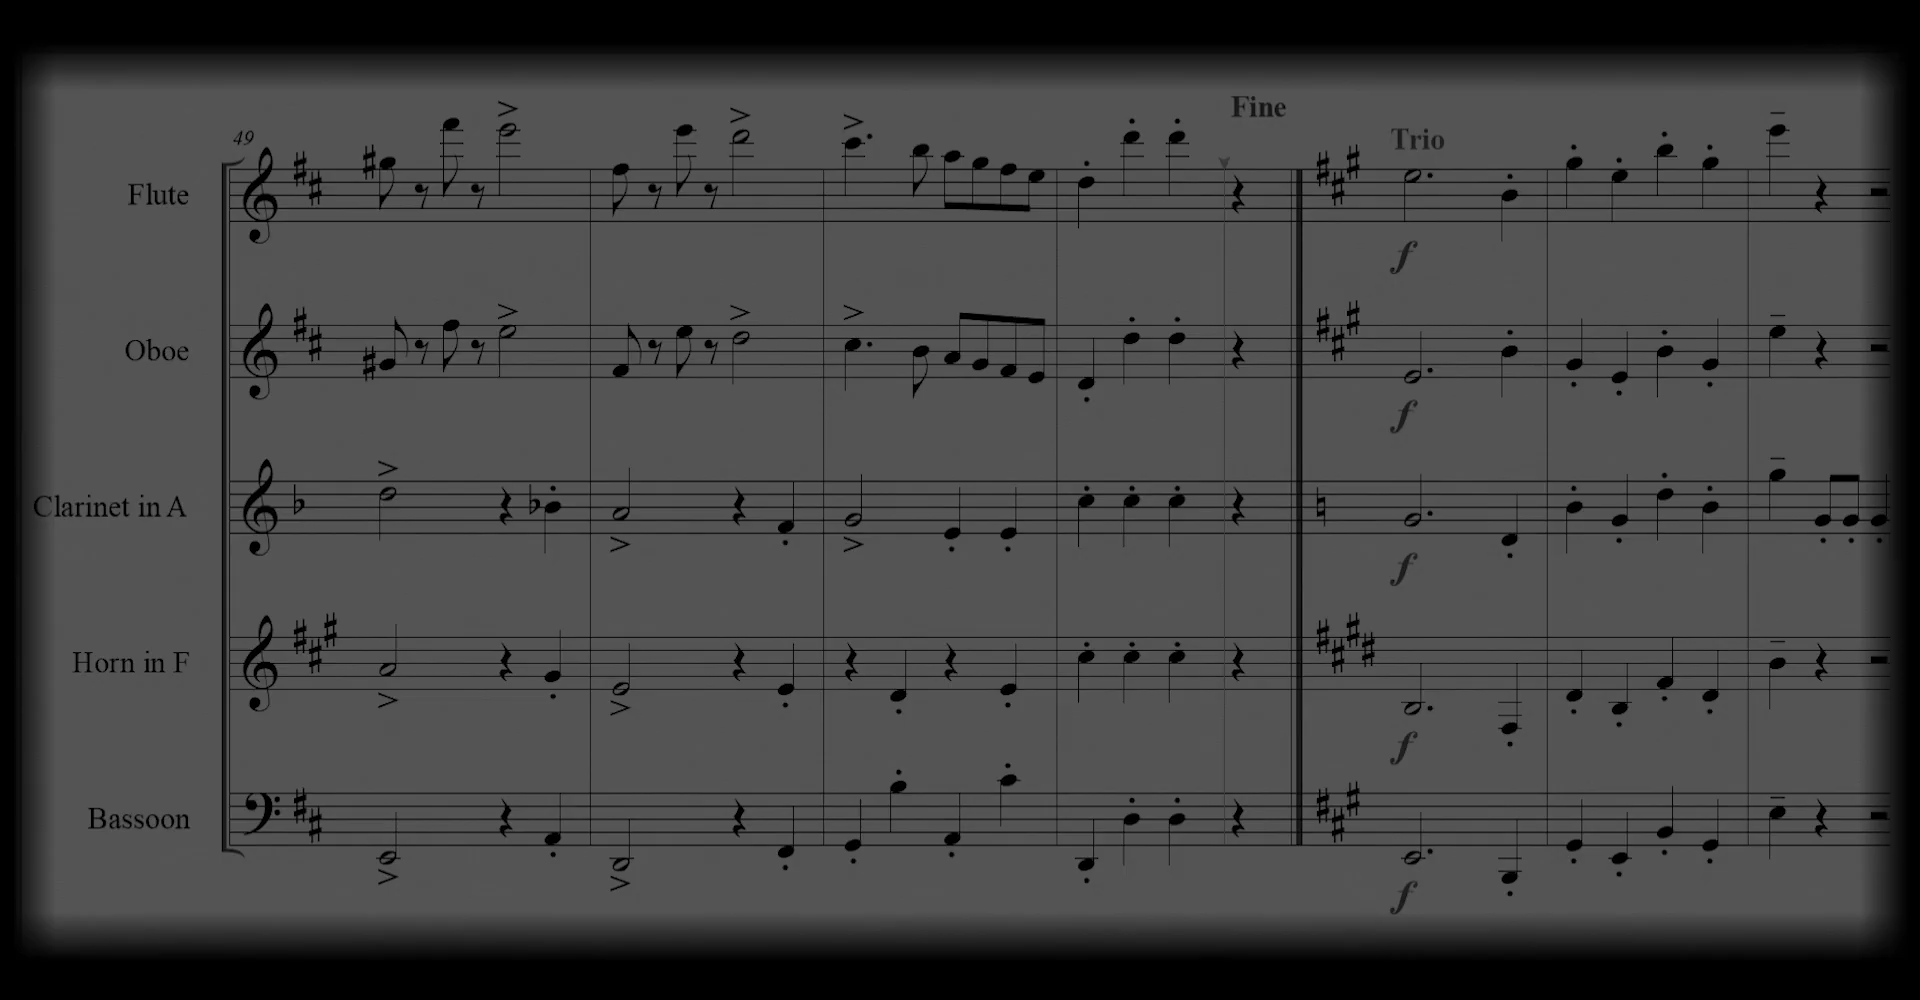 Fine
49
Trio
Flute
f
Oboe
f
Clarinet in A
f
Horn in F
f
Bassoon
f